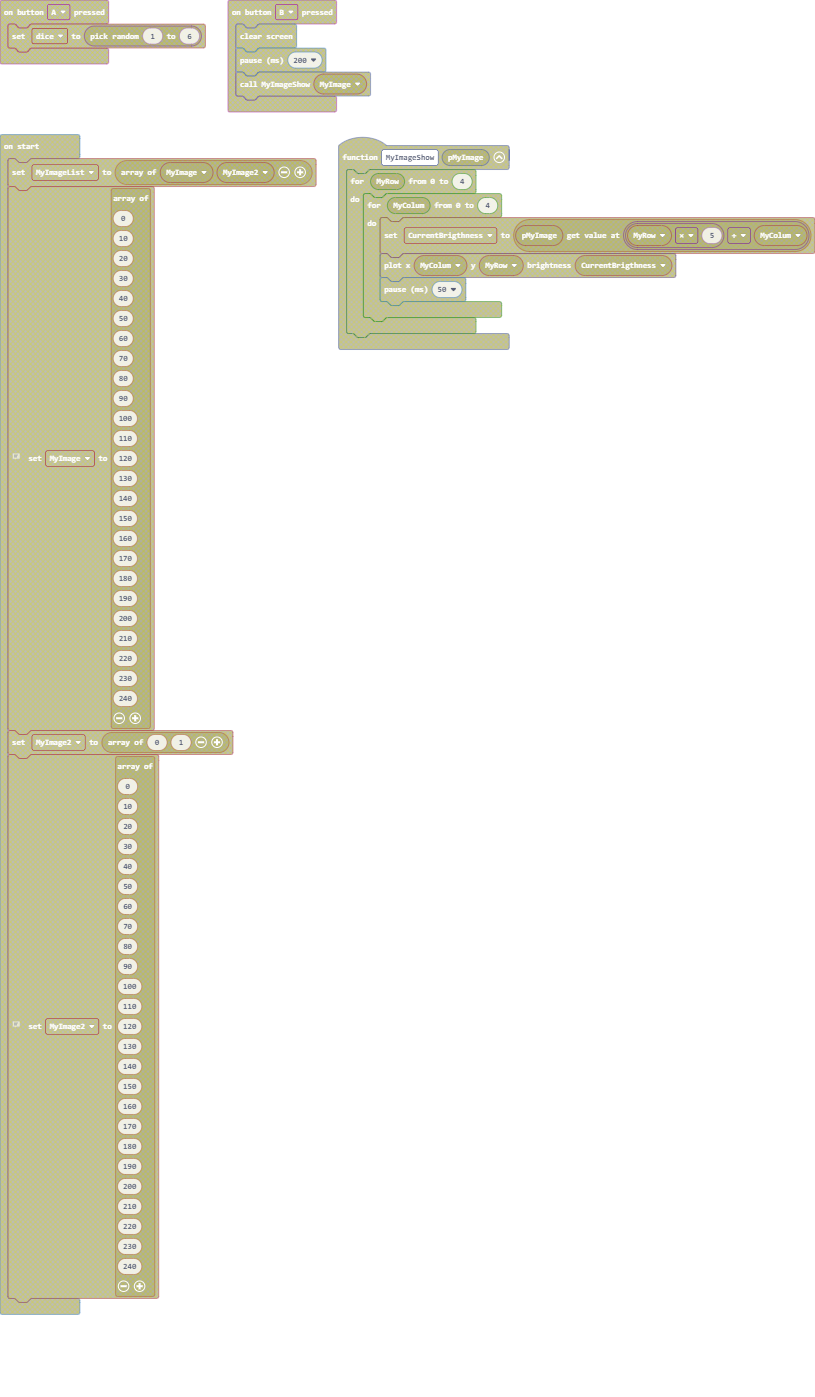 on button A pressed
set dice to pick random 1 to 6
on button B pressed
clear screen
pause (ms) 200
call MyImageShow MyImage
on start
set MyImageList to array of MyImage MyImage2
set MyImage to array of
0
10
20
30
40
50
60
70
80
90
100
110
120
130
140
150
160
170
180
190
200
210
220
230
240
set MyImage2 to array of 0 1
set MyImage2 to array of
0
10
20
30
40
50
60
70
80
90
100
110
120
130
140
150
160
170
180
190
200
210
220
230
240
function MyImageShow pMyImage
for MyRow from 0 to 4
do for MyColum from 0 to 4
do set CurrentBrigthness to pMyImage get value at MyRow × 5 + MyColum
plot x MyColum y MyRow brightness CurrentBrigthness
pause (ms) 50